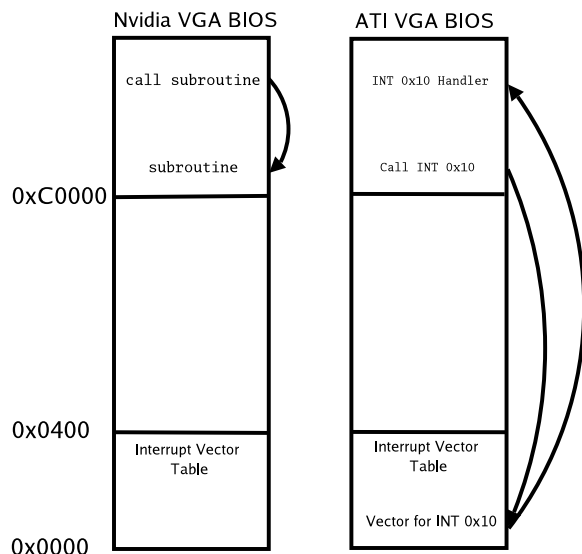 Nvidia VGA BIOS
call subroutine
subroutine
ATI VGA BIOS
INT 0x10 Handler
Call INT 0x10
0xC0000
0x0400
Interrupt Vector
Table
Interrupt Vector
Table
Vector for INT 0x10
0x0000